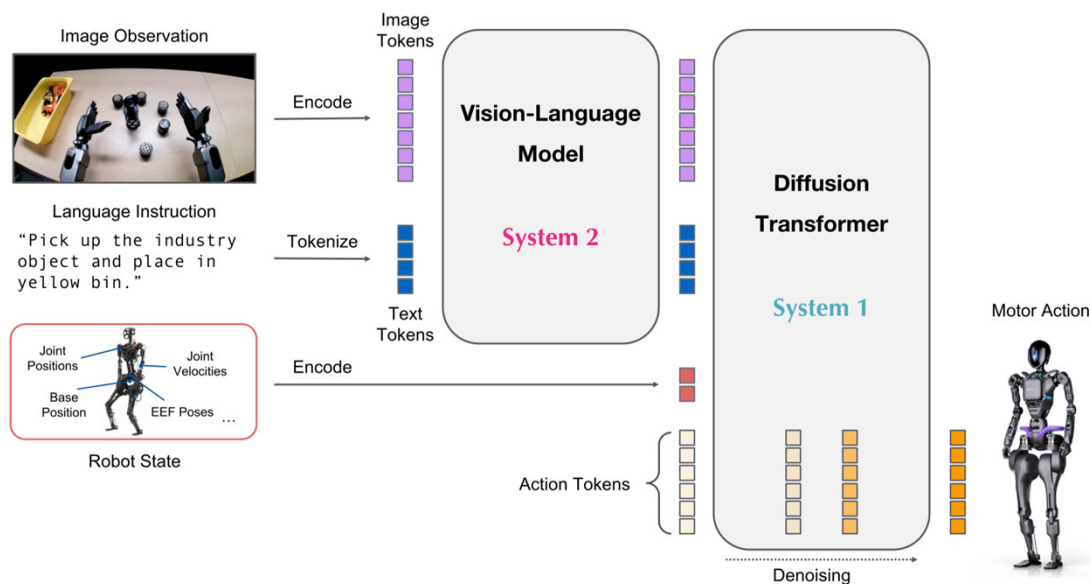 Image Observation
Image
Tokens
Encode
Vision-Language
Model
System 2
Language Instruction
“Pick up the industry
object and place in
yellow bin.”
Tokenize
Text
Tokens
Diffusion
Transformer
System 1
Motor Action
Joint
Positions
Joint
Velocities
Base
Position
EEF Poses
...
Robot State
Encode
Action Tokens
Denoising